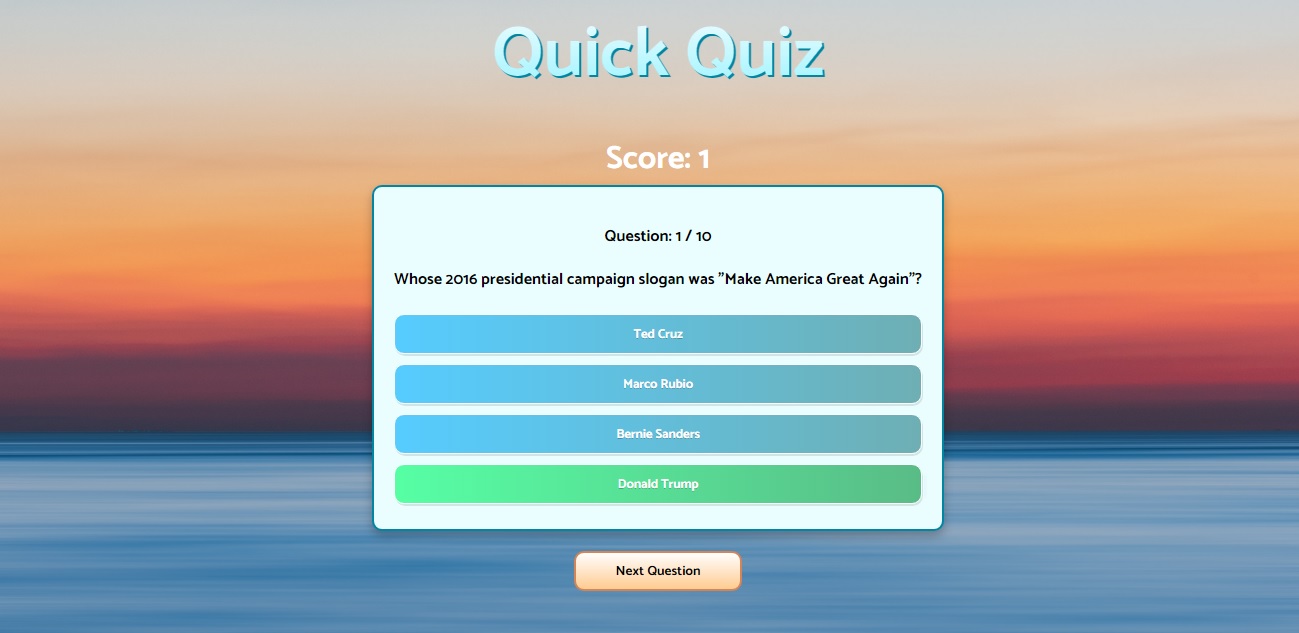 Quick Quiz
Score: 1
Question: 1 / 10
Whose 2016 presidential campaign slogan was ”Make America Great Again”?
Ted Cruz
Marco Rubio
Bernie Sanders
Donald Trump
Next Question